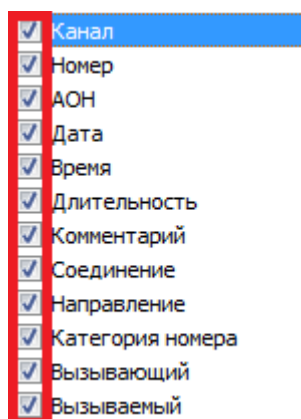 Канал
Номер
АОН
Дата
Время
Длительность
Комментарий
Соединение
Направление
Категория номера
Вызывающий
Вызываемый